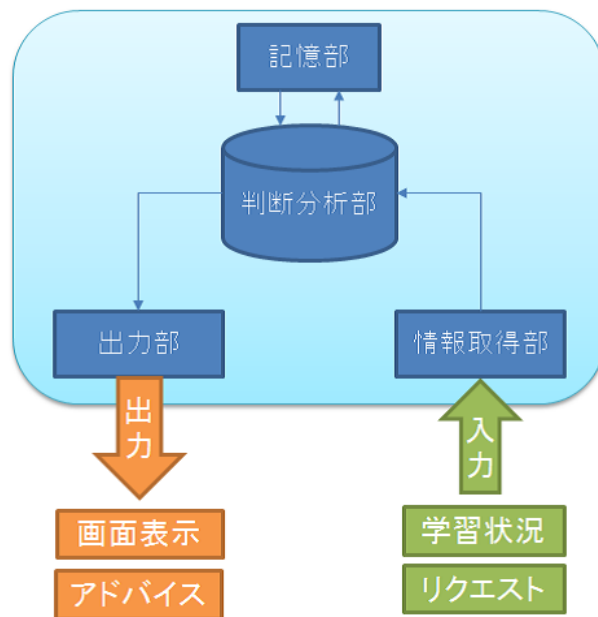 記憶部
判断分析部
出力部
情報取得部
出力
入力
画面表示
アドバイス
学習状況
リクエスト